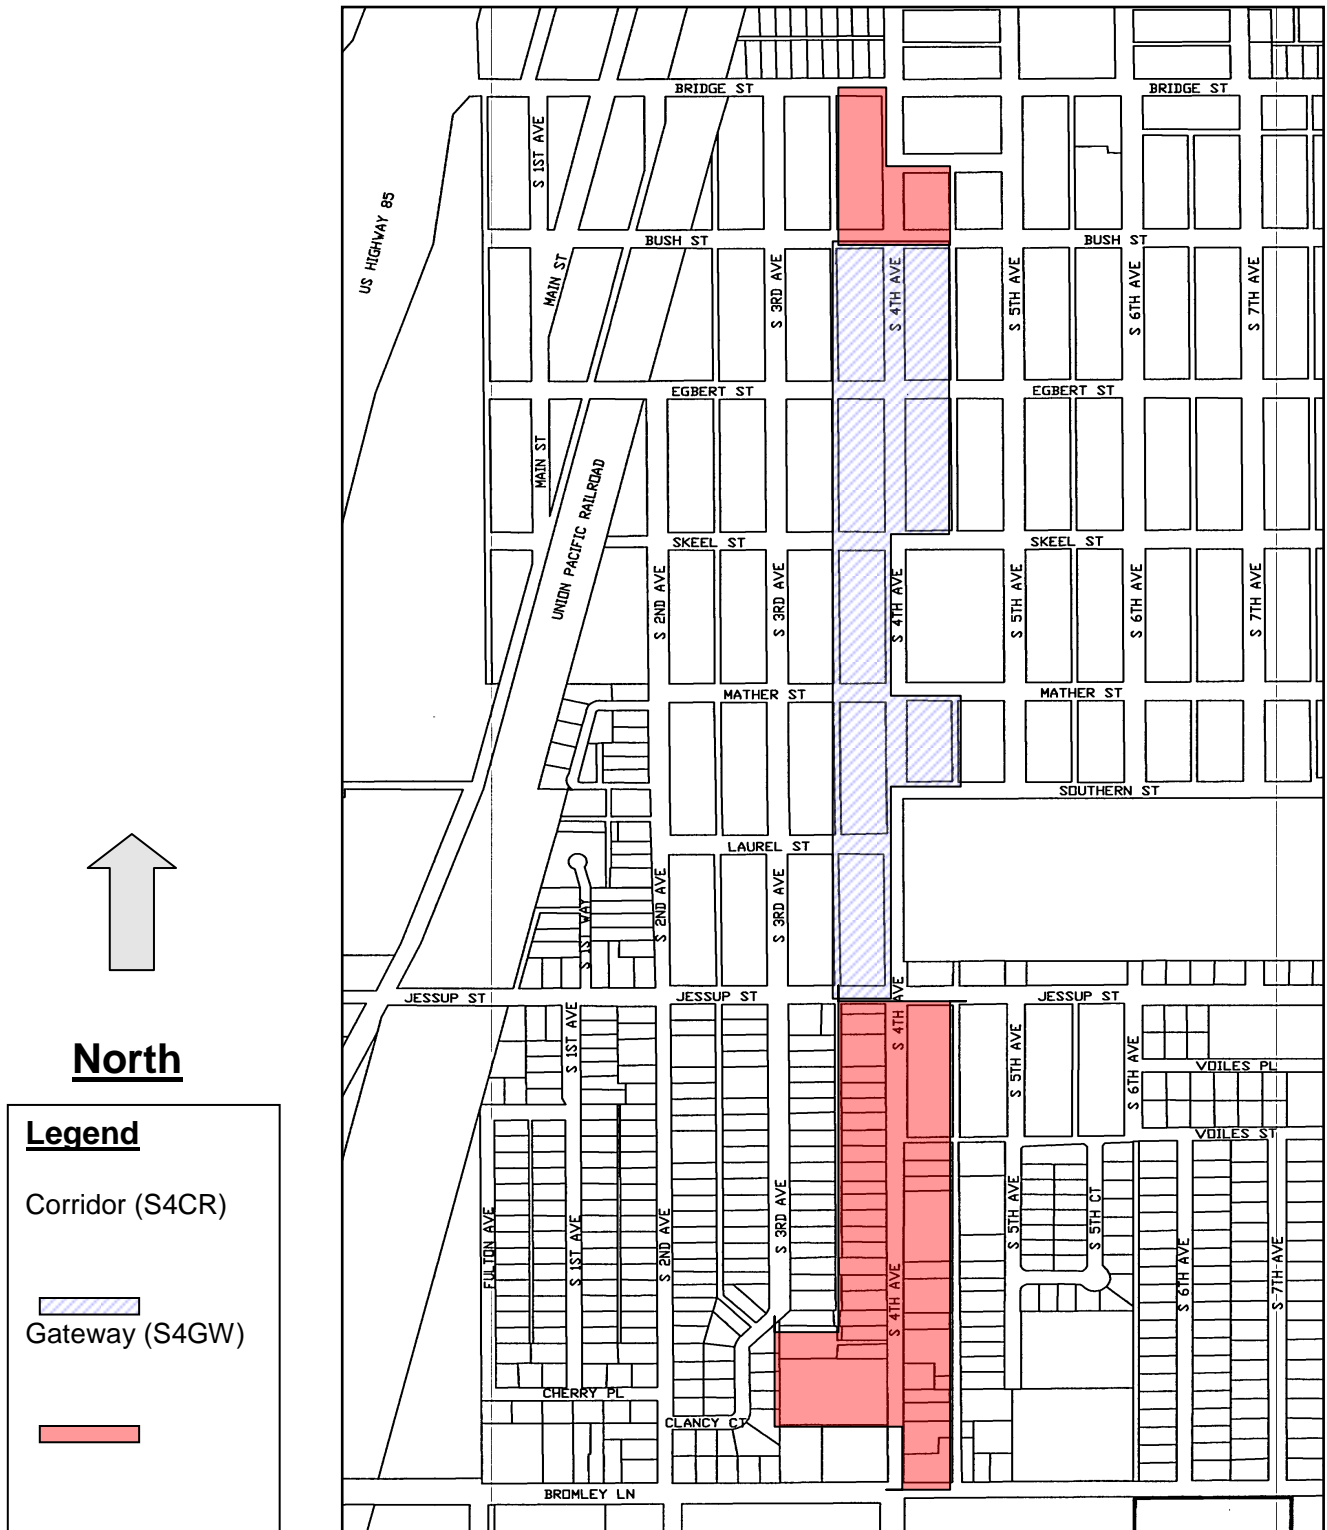 BRIDGE ST
BRIDGE ST
S 1ST AVE
US HIGHWAY 85
BUSH ST
BUSH ST
MAIN ST
S 3RD AVE
S 4TH AVE
S 5TH AVE
S 6TH AVE
S 7TH AVE
EGBERT ST
EGBERT ST
MAIN ST
UNION PACIFIC RAILROAD
SKEEL ST
SKEEL ST
S 2ND AVE
S 3RD AVE
S 4TH AVE
S 5TH AVE
S 6TH AVE
S 7TH AVE
MATHER ST
MATHER ST
SOUTHERN ST
LAUREL ST
S 1ST WAY
S 2ND AVE
S 3RD AVE
S 4TH AVE
JESSUP ST
JESSUP ST
JESSUP ST
S 1ST AVE
S 5TH AVE
S 6TH AVE
VOILES PL
VOILES ST
FULTON AVE
S 1ST AVE
S 2ND AVE
S 3RD AVE
S 4TH AVE
S 5TH AVE
S 5TH CT
S 6TH AVE
S 7TH AVE
CHERRY PL
CLANCY CT
BROMLEY LN
North
Legend
Corridor (S4CR)
Gateway (S4GW)